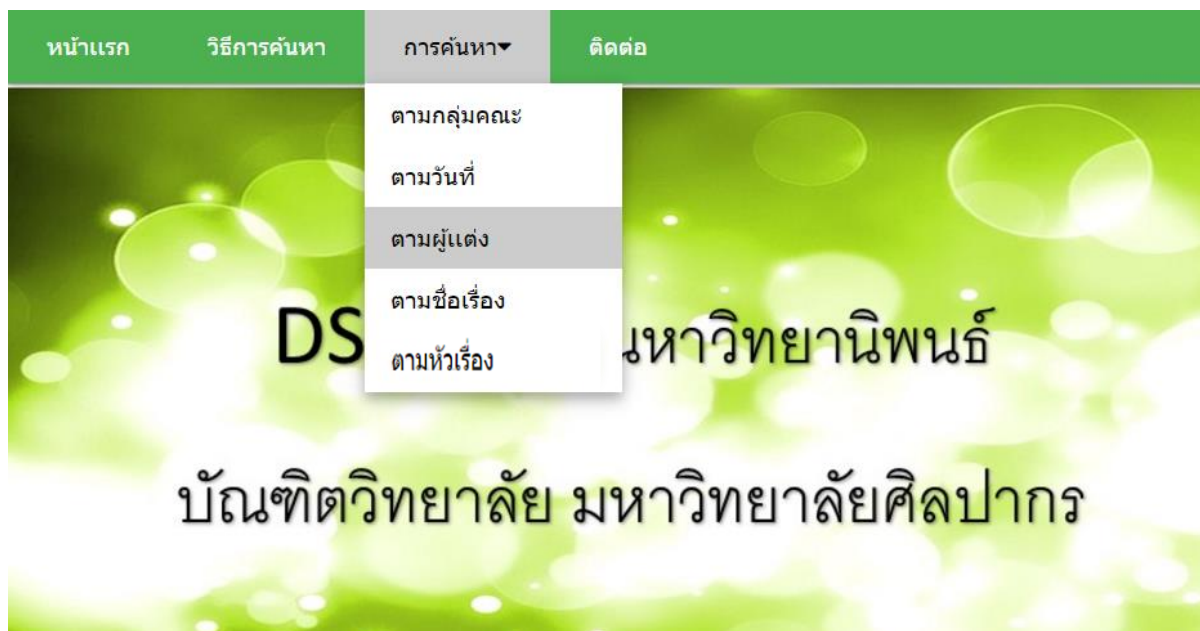 หน้าแรก วิธีการค้นหา การค้นหา ติดต่อ
ตามกลุ่มคณะ
ตามวันที่
ตามผู้แต่ง
ตามชื่อเรื่อง
ตามหัวเรื่อง
DS นหาวิทยานิพนธ์
บัณฑิตวิทยาลัย มหาวิทยาลัยศิลปากร